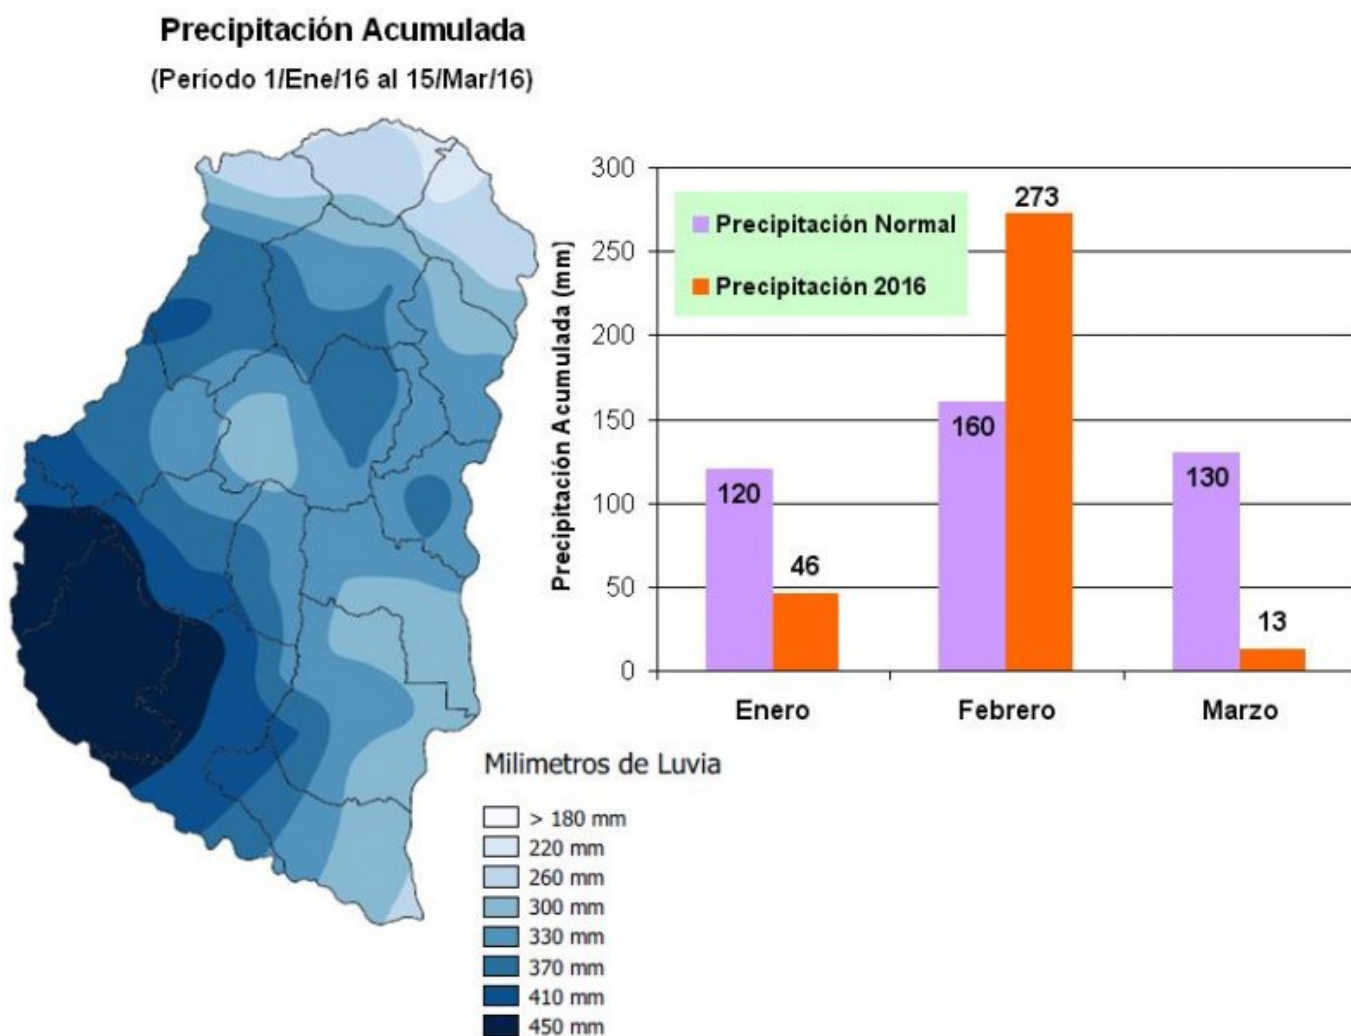 Precipitación Acumulada
(Período 1/Ene/16 al 15/Mar/16)
Precipitación Acumulada (mm)
300
250
200
150
100
50
0
Precipitación Normal
Precipitación 2016
120
46
160
273
130
13
Enero
Febrero
Marzo
Milimetros de Luvia
> 180 mm
220 mm
260 mm
300 mm
330 mm
370 mm
410 mm
450 mm